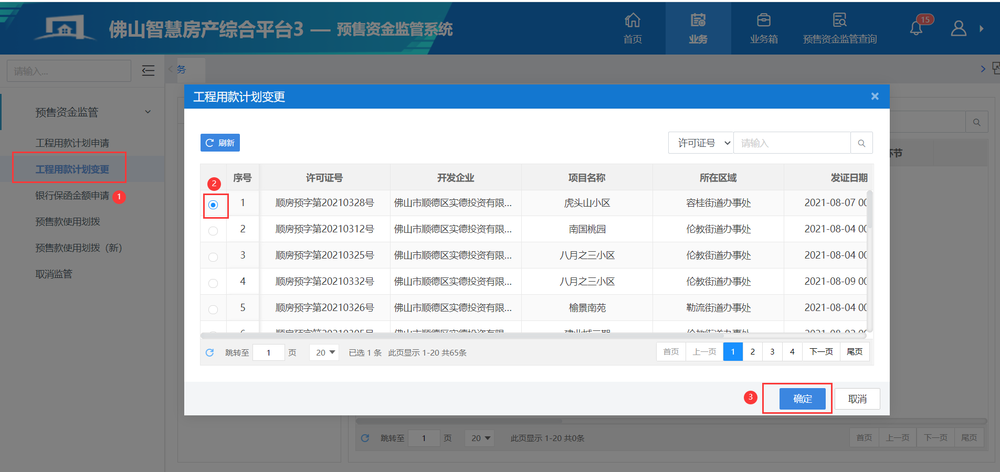 佛山智慧房产综合平台3 — 预售资金监管系统
首页
业务
业务箱
预售资金监管查询
15
请输入...
务
预售资金监管
工程用款计划申请
工程用款计划变更
银行保函金额申请
1
预售款使用划拨
预售款使用划拨（新）
取消监管
环节
工程用款计划变更
刷新
许可证号
请输入
序号 许可证号 开发企业 项目名称 所在区域 发证日期
2
1 顺房预字第20210328号 佛山市顺德区实德投资有限... 虎头山小区 容桂街道办事处 2021-08-07 00
2 顺房预字第20210312号 佛山市顺德区实德投资有限... 南国桃园 伦教街道办事处 2021-08-04 00
3 顺房预字第20210325号 佛山市顺德区实德投资有限... 八月之三小区 伦教街道办事处 2021-08-04 00
4 顺房预字第20210332号 佛山市顺德区实德投资有限... 八月之三小区 伦教街道办事处 2021-08-09 00
5 顺房预字第20210326号 佛山市顺德区实德投资有限... 榆景南苑 勒流街道办事处 2021-08-04 00
跳转至 1 页 20 已选 1 条 此页显示 1-20 共65条
首页 上一页 1 2 3 4 下一页 尾页
3
确定
取消
跳转至 1 页 20 此页显示 1-20 共0条
首页 上一页 下一页 尾页